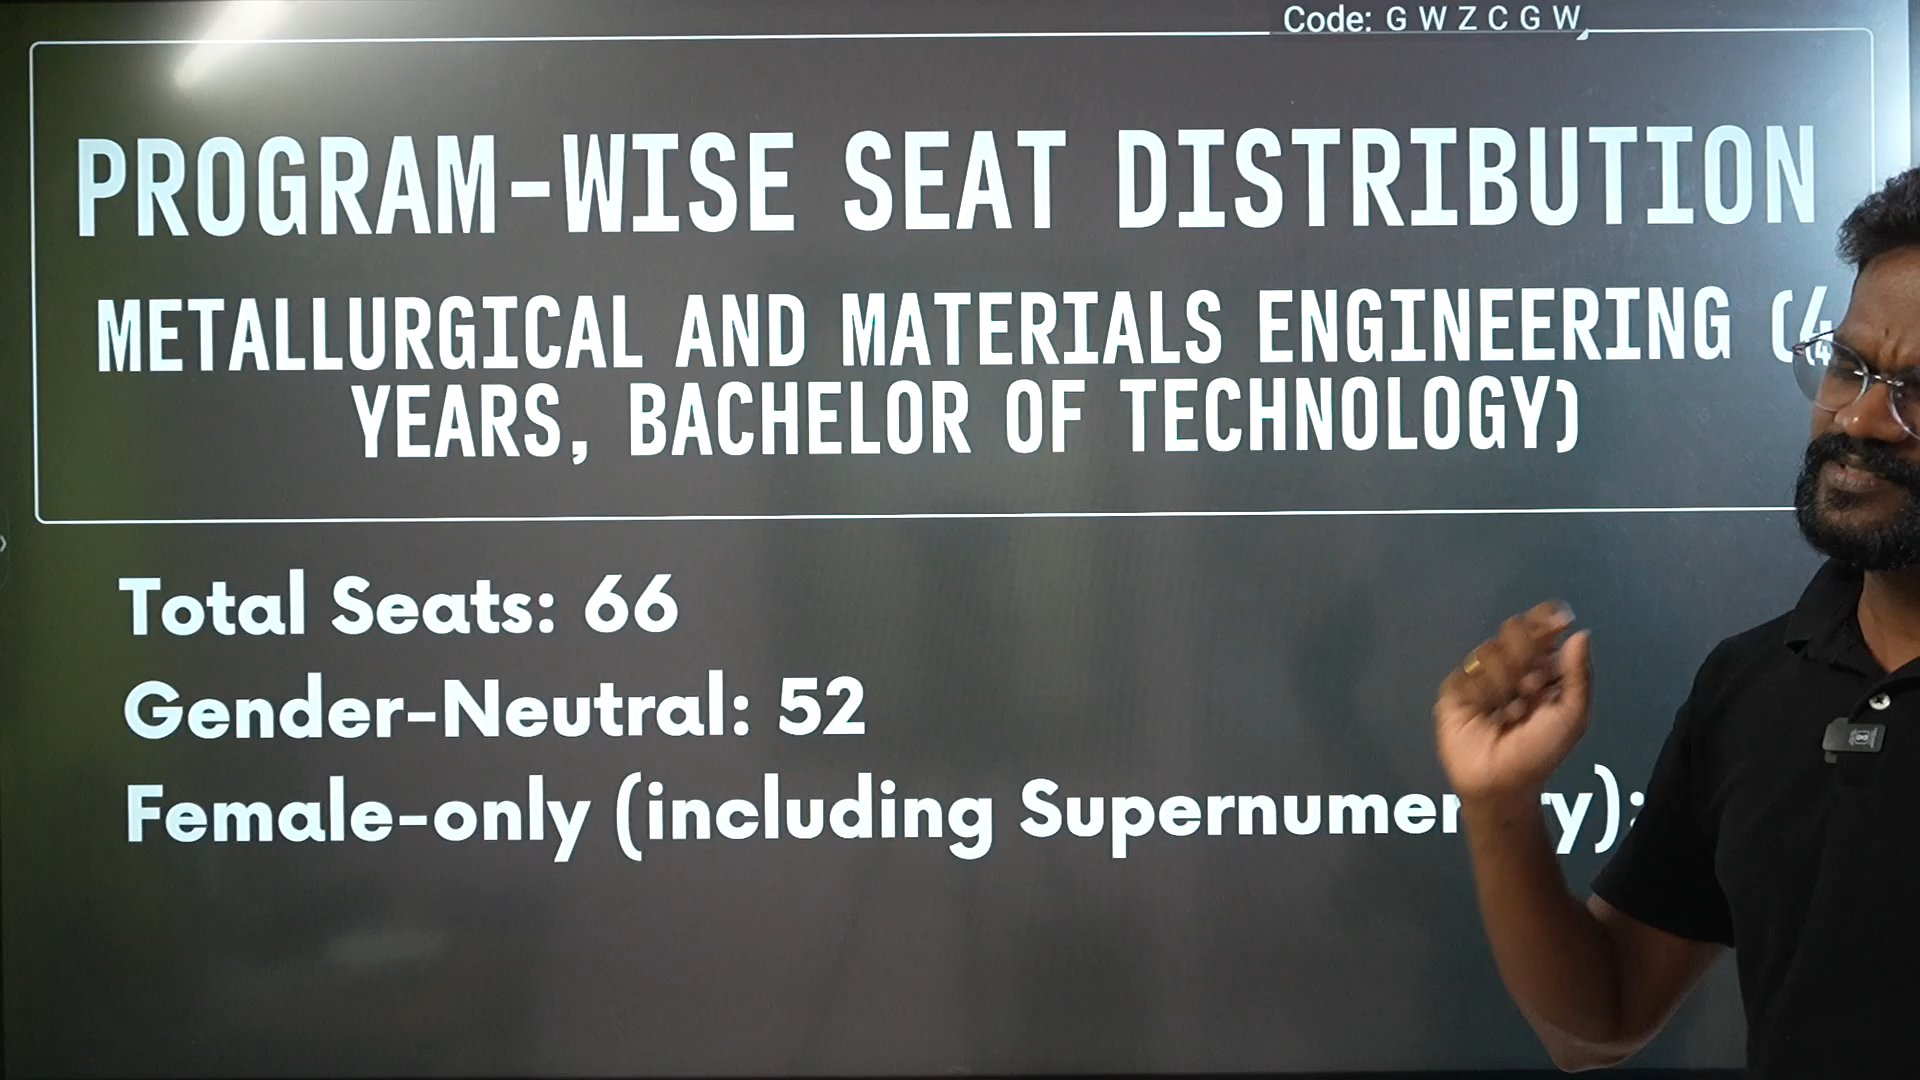 Code: G W Z C G W
PROGRAM-WISE SEAT DISTRIBUTION
METALLURGICAL AND MATERIALS ENGINEERING (4
YEARS, BACHELOR OF TECHNOLOGY)
Total Seats: 66
Gender-Neutral: 52
Female-only (including